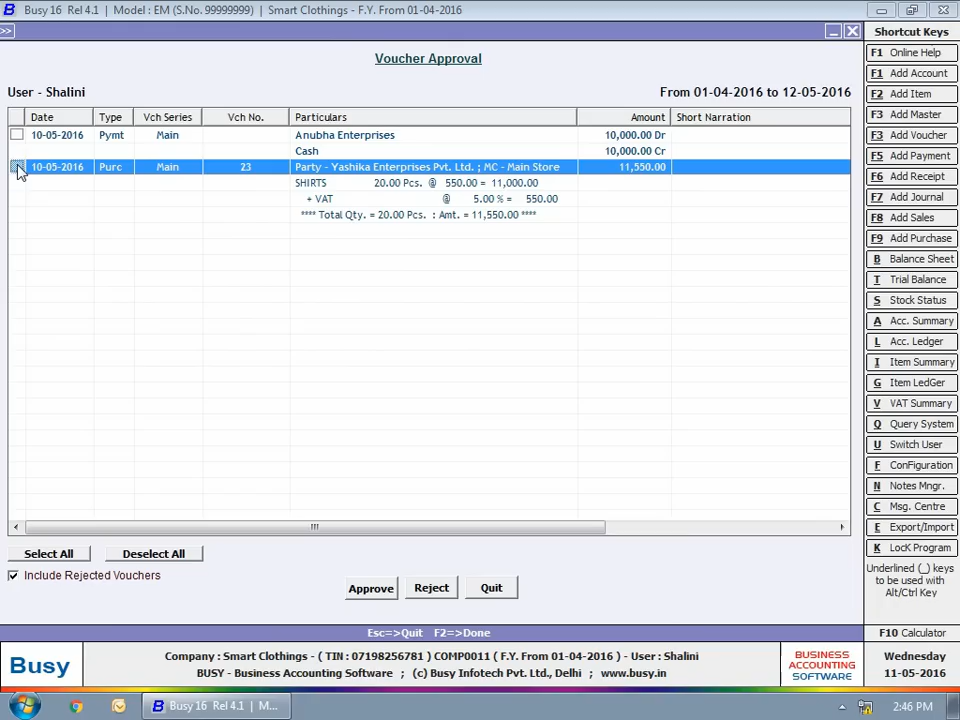 Busy 16 Rel 4.1 | Model : EM (S.No. 99999999) | Smart Clothings - F.Y. From 01-04-2016
>>
Voucher Approval
User - Shalini From 01-04-2016 to 12-05-2016
Date Type Vch Series Vch No. Particulars Amount Short Narration
10-05-2016 Pymt Main Anubha Enterprises 10,000.00 Dr
Cash 10,000.00 Cr
10-05-2016 Purc Main 23 Party - Yashika Enterprises Pvt. Ltd. ; MC - Main Store 11,550.00
SHIRTS 20.00 Pcs. @ 550.00 = 11,000.00
+ VAT @ 5.00 % = 550.00
**** Total Qty. = 20.00 Pcs. : Amt. = 11,550.00 ****
Select All Deselect All
Include Rejected Vouchers
Approve Reject Quit
Esc=>Quit F2=>Done
Shortcut Keys
F1 Online Help
F1 Add Account
F2 Add Item
F3 Add Master
F3 Add Voucher
F5 Add Payment
F6 Add Receipt
F7 Add Journal
F8 Add Sales
F9 Add Purchase
B Balance Sheet
T Trial Balance
S Stock Status
A Acc. Summary
L Acc. Ledger
I Item Summary
G Item LedGer
V VAT Summary
Q Query System
U Switch User
F ConFiguration
N Notes Mngr.
C Msg. Centre
E Export/Import
K LocK Program
Underlined (_) keys
to be used with
Alt/Ctrl Key
F10 Calculator
Busy
Company : Smart Clothings - ( TIN : 07198256781 ) COMP0011 ( F.Y. From 01-04-2016 ) - User : Shalini
BUSY - Business Accounting Software ; (c) Busy Infotech Pvt. Ltd., Delhi ; www.busy.in
BUSINESS
ACCOUNTING
SOFTWARE
Wednesday
11-05-2016
Busy 16 Rel 4.1 | M...
2:46 PM